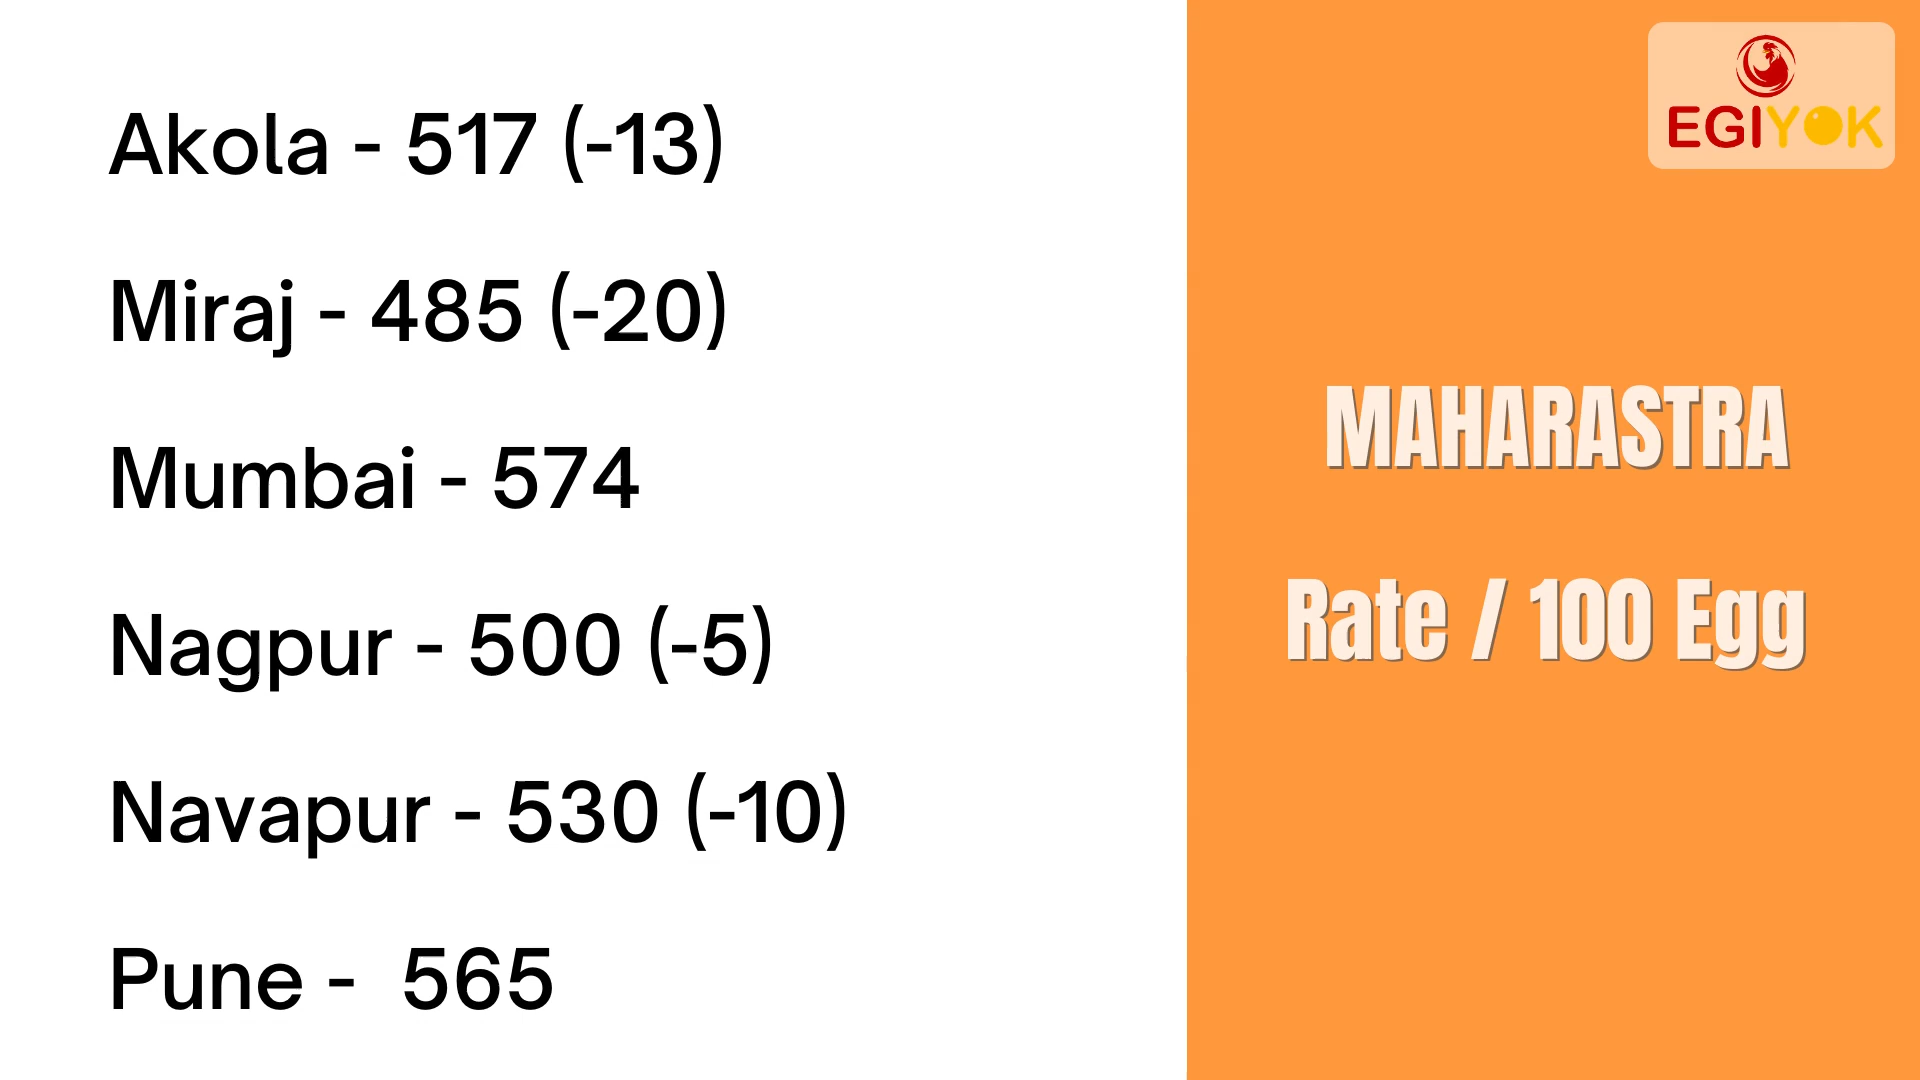 Akola - 517 (-13)
Miraj - 485 (-20)
Mumbai - 574
Nagpur - 500 (-5)
Navapur - 530 (-10)
Pune -  565
EGIYOK
MAHARASTRA
Rate / 100 Egg